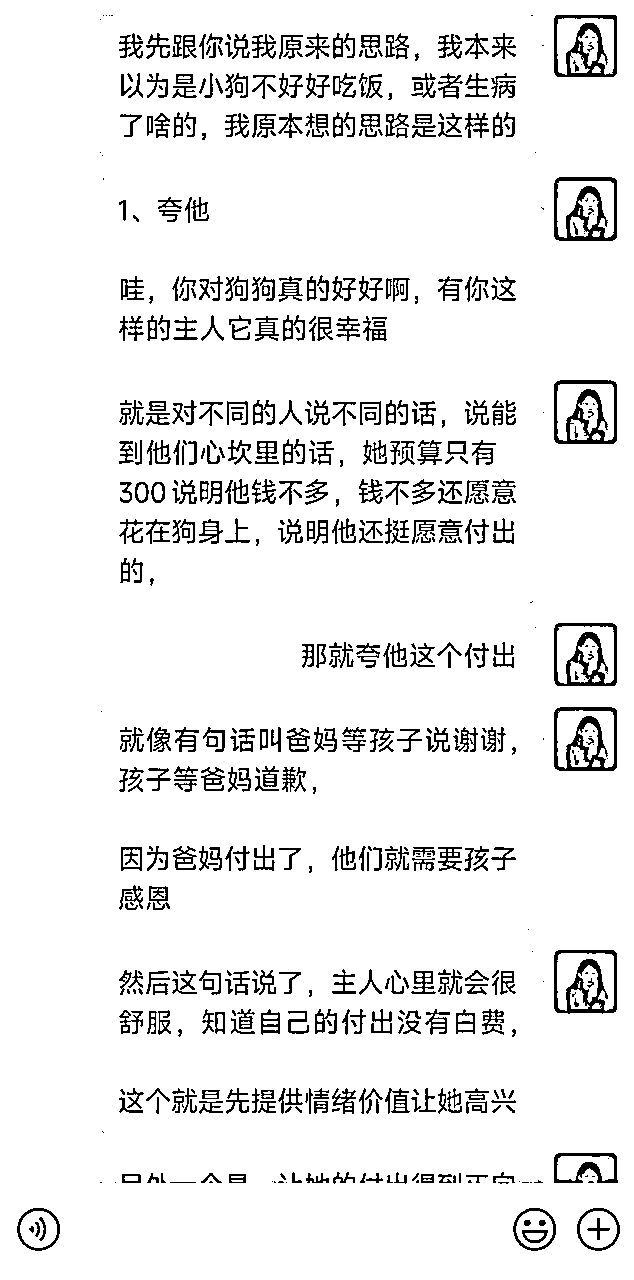 我先跟你说我原来的思路，我本来
以为是小狗不好好吃饭，或者生病
了啥的，我原本想的思路是这样的
1、夸他
哇，你对狗狗真的好好啊，有你这
样的主人它真的很幸福
就是对不同的人说不同的话，说能
到他们心坎里的话，她预算只有
300 说明他钱不多，钱不多还愿意
花在狗身上，说明他还挺愿意付出
的，
那就夸他这个付出
就像有句话叫爸妈等孩子说谢谢，
孩子等爸妈道歉，
因为爸妈付出了，他们就需要孩子
感恩
然后这句话说了，主人心里就会很
舒服，知道自己的付出没有白费，
这个就是先提供情绪价值让她高兴